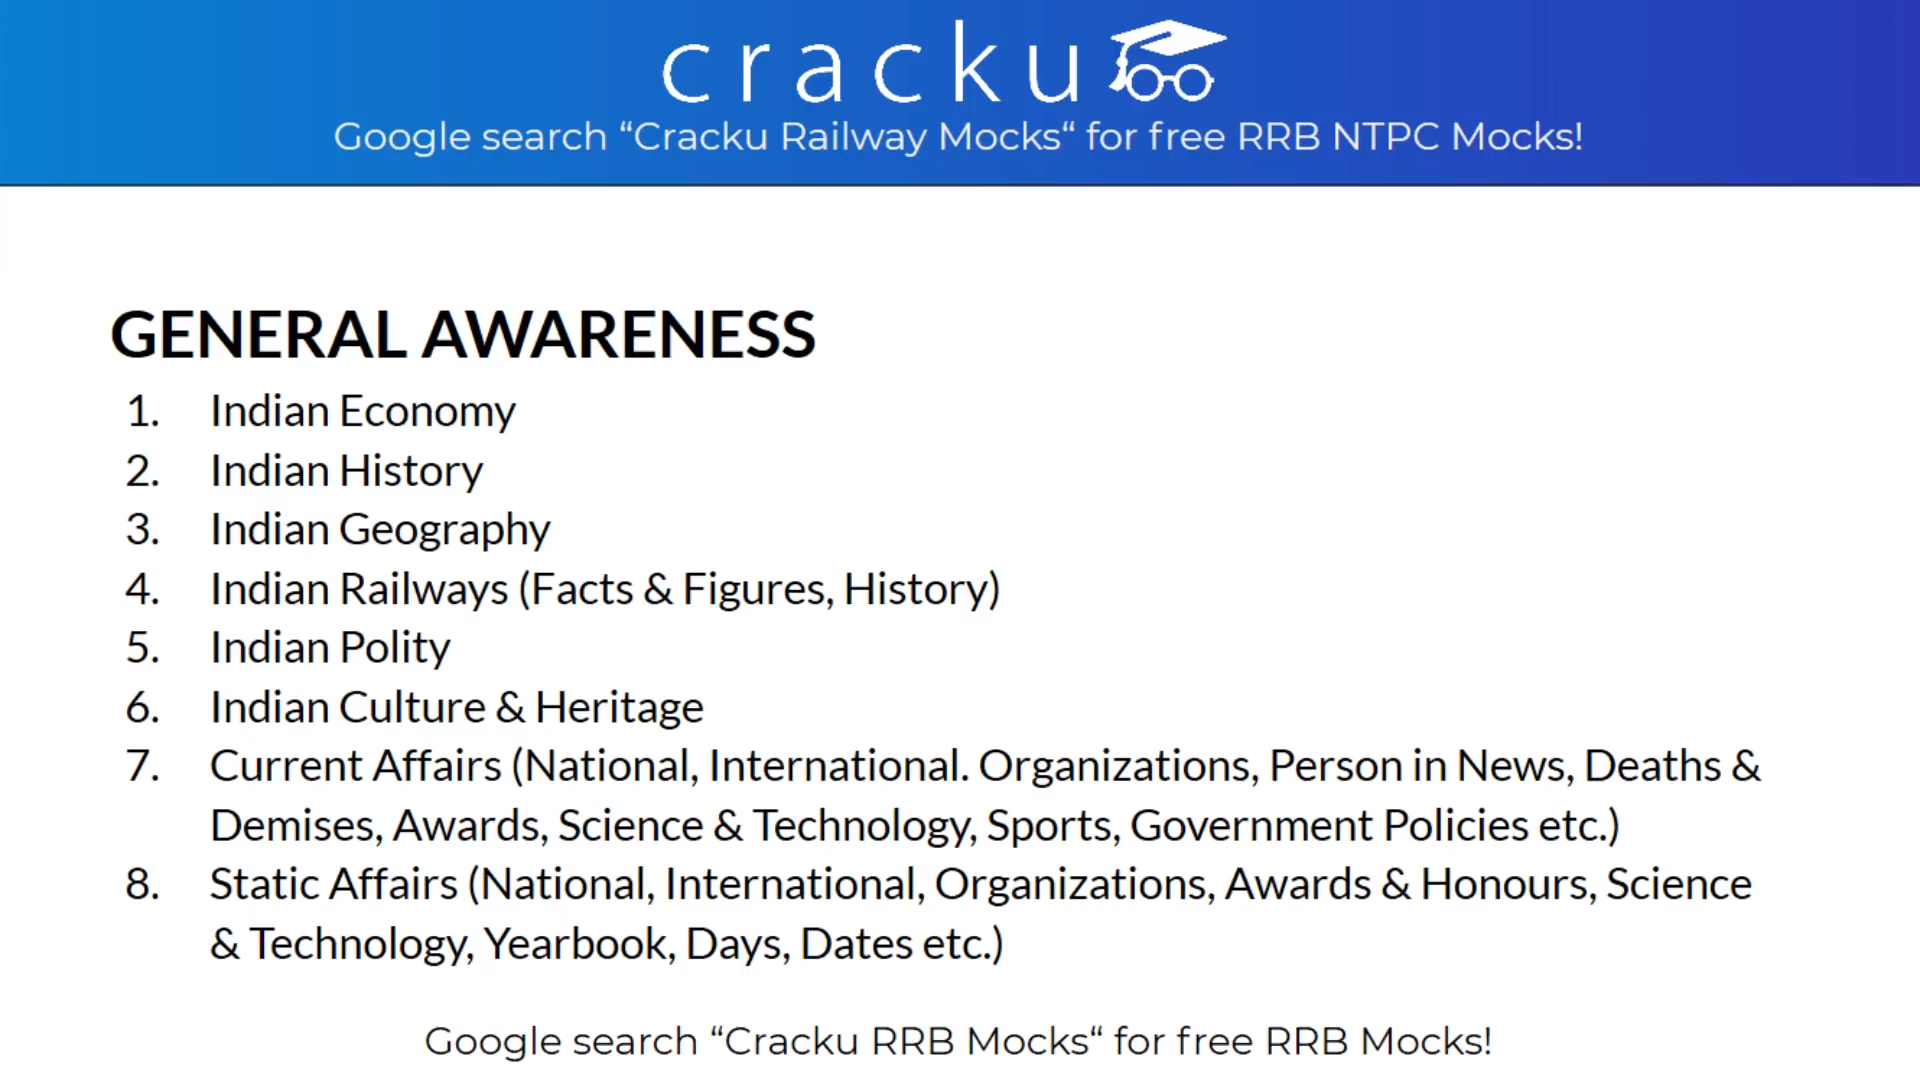 cracku
Google search “Cracku Railway Mocks“ for free RRB NTPC Mocks!
GENERAL AWARENESS
1. Indian Economy
2. Indian History
3. Indian Geography
4. Indian Railways (Facts & Figures, History)
5. Indian Polity
6. Indian Culture & Heritage
7. Current Affairs (National, International. Organizations, Person in News, Deaths &
Demises, Awards, Science & Technology, Sports, Government Policies etc.)
8. Static Affairs (National, International, Organizations, Awards & Honours, Science
& Technology, Yearbook, Days, Dates etc.)
Google search “Cracku RRB Mocks“ for free RRB Mocks!